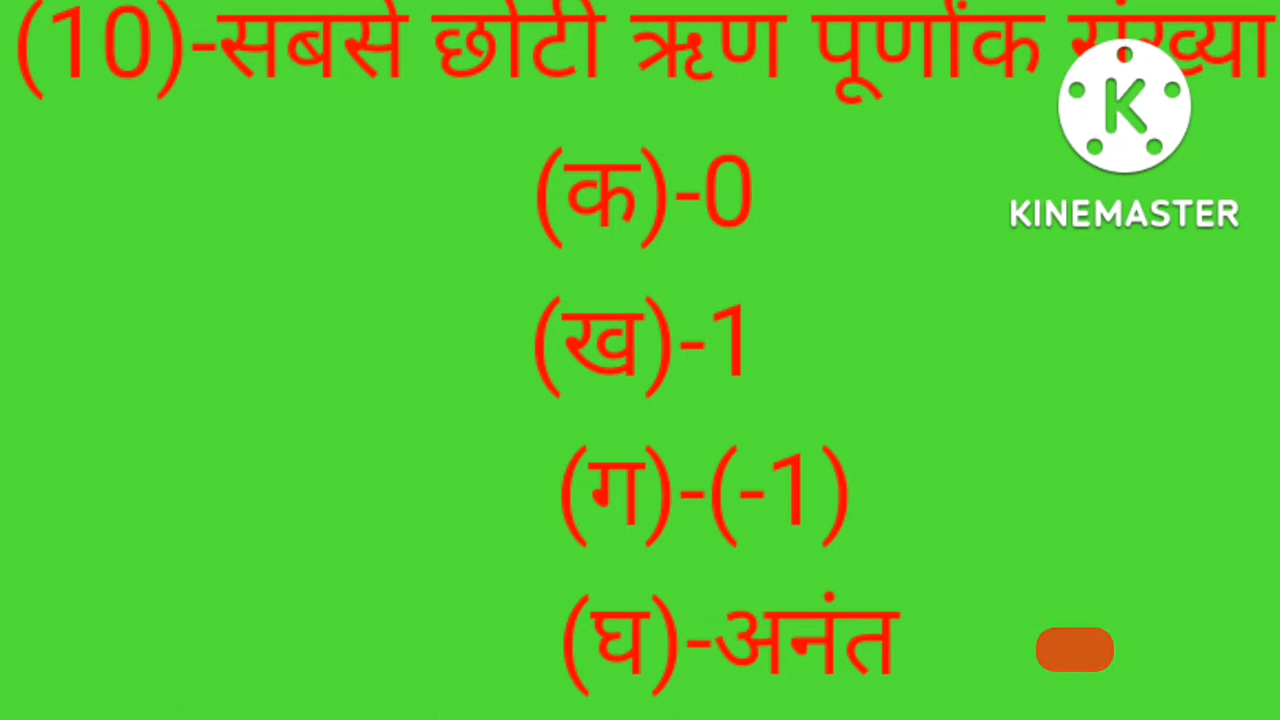 (10)-सबसे छोटी ऋण पूर्णांक संख्या
(क)-0
(ख)-1
(ग)-(-1)
(घ)-अनंत
K
KINEMASTER